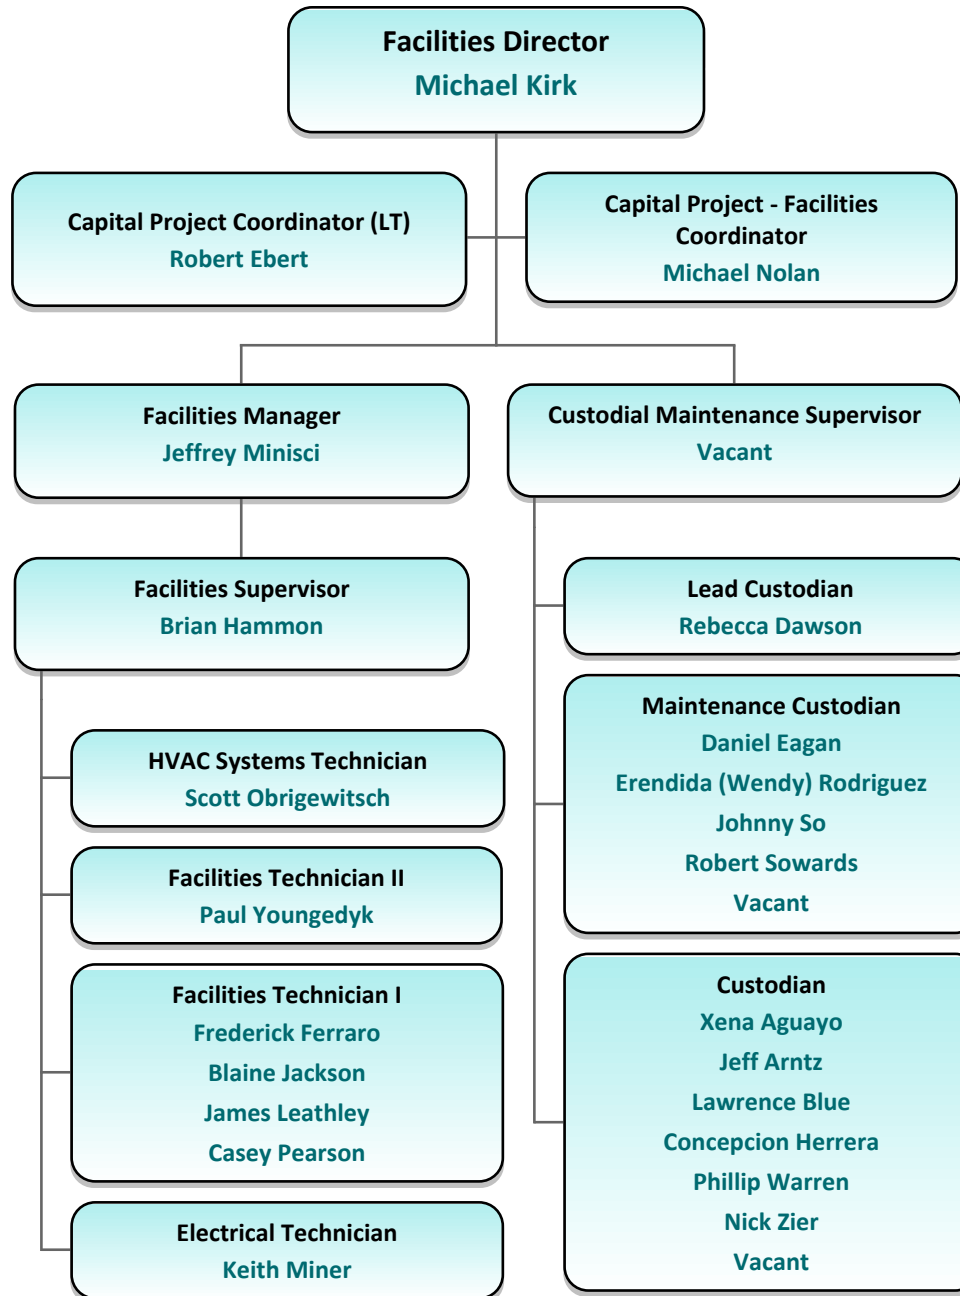 Facilities Director
Michael Kirk
Capital Project Coordinator (LT)
Robert Ebert
Capital Project - Facilities
Coordinator
Michael Nolan
Facilities Manager
Jeffrey Minisci
Custodial Maintenance Supervisor
Vacant
Facilities Supervisor
Brian Hammon
HVAC Systems Technician
Scott Obrigewitsch
Facilities Technician II
Paul Youngedyk
Facilities Technician I
Frederick Ferraro
Blaine Jackson
James Leathley
Casey Pearson
Electrical Technician
Keith Miner
Lead Custodian
Rebecca Dawson
Maintenance Custodian
Daniel Eagan
Erendida (Wendy) Rodriguez
Johnny So
Robert Sowards
Vacant
Custodian
Xena Aguayo
Jeff Arntz
Lawrence Blue
Concepcion Herrera
Phillip Warren
Nick Zier
Vacant